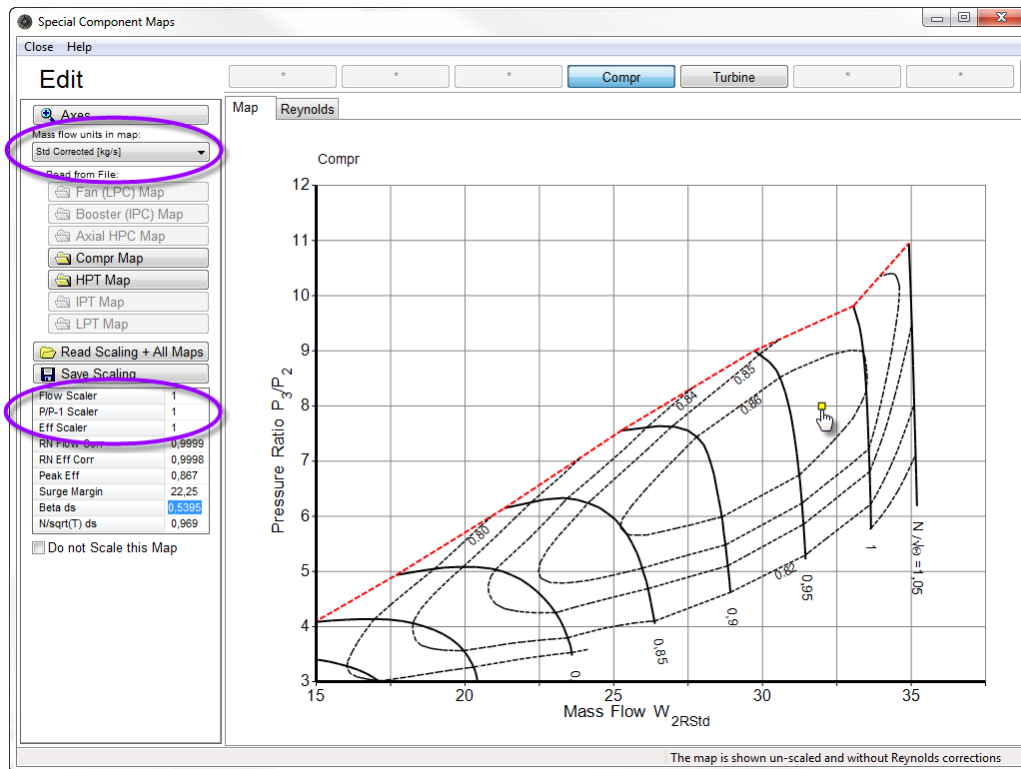 Special Component Maps
Close Help
Edit
* * * Compr Turbine * *
Axes
Mass flow units in map:
Std Corrected [kg/s]
Read from File:
Fan (LPC) Map
Booster (IPC) Map
Axial HPC Map
Compr Map
HPT Map
IPT Map
LPT Map
Read Scaling + All Maps
Save Scaling
Flow Scaler 1
P/P-1 Scaler 1
Eff Scaler 1
RN Flow Corr 0,9999
RN Eff Corr 0,9998
Peak Eff 0,867
Surge Margin 22,25
Beta ds 0,5395
N/sqrt(T) ds 0,969
Do not Scale this Map
Map Reynolds
Compr
12
11
10
9
8
7
6
5
4
3
Pressure Ratio P3/P2
0.85
0.84
0.86
0.80
0.82
N/√Θ = 1,05
1
0,95
0,9
0,85
0
15 20 25 30 35
Mass Flow W2RStd
The map is shown un-scaled and without Reynolds corrections